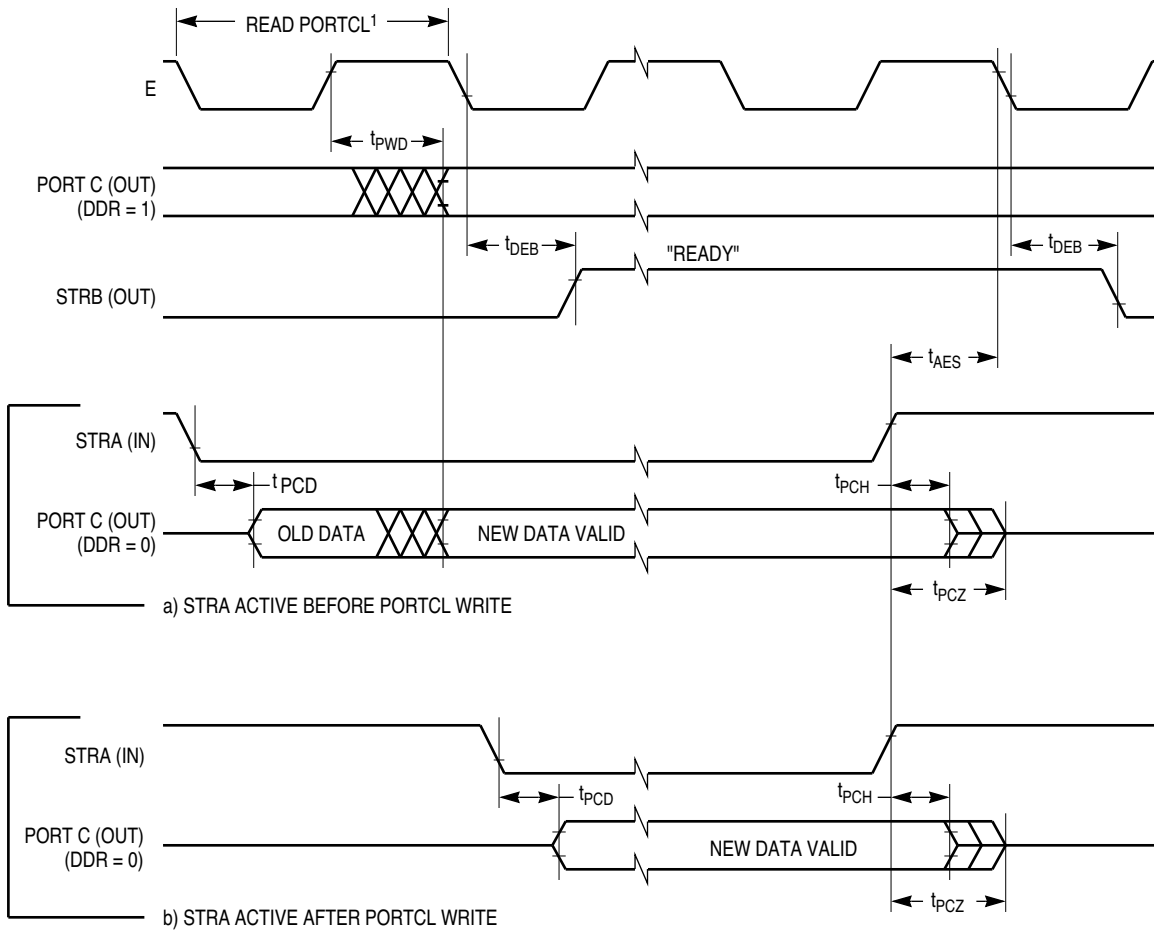 READ PORTCL1
E
tPWD
PORT C (OUT)
(DDR = 1)
tDEB
"READY"
tDEB
STRB (OUT)
tAES
STRA (IN)
tPCD
tPCH
PORT C (OUT)
(DDR = 0)
OLD DATA
NEW DATA VALID
tPCZ
a) STRA ACTIVE BEFORE PORTCL WRITE
STRA (IN)
tPCD
tPCH
PORT C (OUT)
(DDR = 0)
NEW DATA VALID
tPCZ
b) STRA ACTIVE AFTER PORTCL WRITE